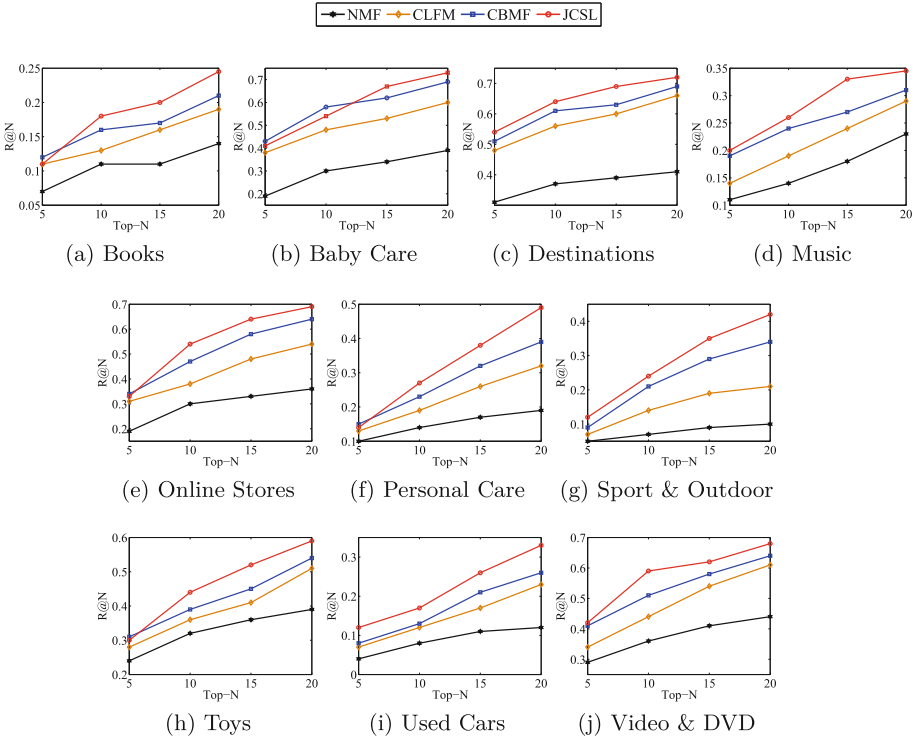 NMF CLFM CBMF JCSL
0.25
0.2
0.15
0.1
0.05
R@N
5 10 15 20
Top−N
(a) Books
0.7
0.6
0.5
0.4
0.3
0.2
R@N
5 10 15 20
Top−N
(b) Baby Care
0.7
0.6
0.5
0.4
R@N
5 10 15 20
Top−N
(c) Destinations
0.35
0.3
0.25
0.2
0.15
0.1
R@N
5 10 15 20
Top−N
(d) Music
0.7
0.6
0.5
0.4
0.3
0.2
R@N
5 10 15 20
Top−N
(e) Online Stores
0.5
0.4
0.3
0.2
0.1
R@N
5 10 15 20
Top−N
(f) Personal Care
0.4
0.3
0.2
0.1
R@N
5 10 15 20
Top−N
(g) Sport & Outdoor
0.6
0.5
0.4
0.3
0.2
R@N
5 10 15 20
Top−N
(h) Toys
0.3
0.2
0.1
0
R@N
5 10 15 20
Top−N
(i) Used Cars
0.7
0.6
0.5
0.4
0.3
R@N
5 10 15 20
Top−N
(j) Video & DVD